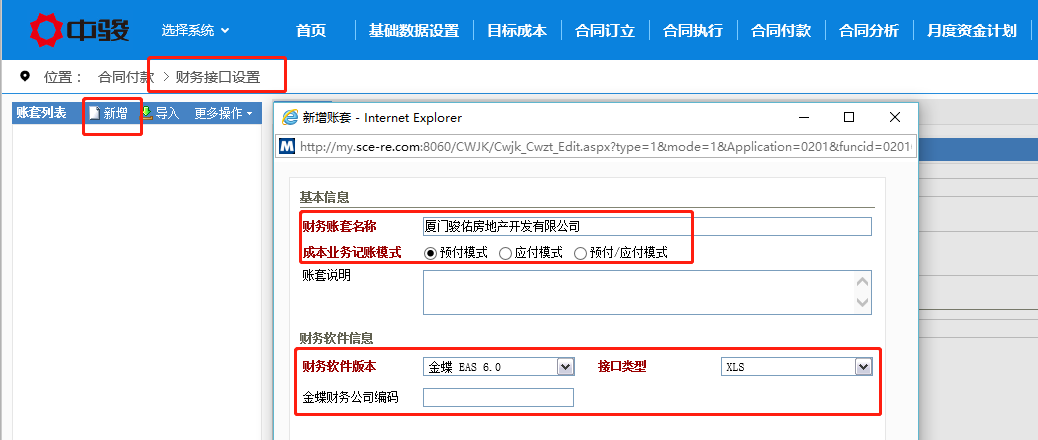 中骏 选择系统 首页 基础数据设置 目标成本 合同订立 合同执行 合同付款 合同分析 月度资金计划
位置： 合同付款 > 财务接口设置
账套列表 新增 导入 更多操作
新增账套 - Internet Explorer
M http://my.sce-re.com:8060/CWJK/Cwjk_Cwzt_Edit.aspx?type=1&mode=1&Application=0201&funcid=0201
基本信息
财务账套名称 厦门骏佑房地产开发有限公司
成本业务记账模式 预付模式 应付模式 预付/应付模式
账套说明
财务软件信息
财务软件版本 金蝶 EAS 6.0 接口类型 XLS
金蝶财务公司编码